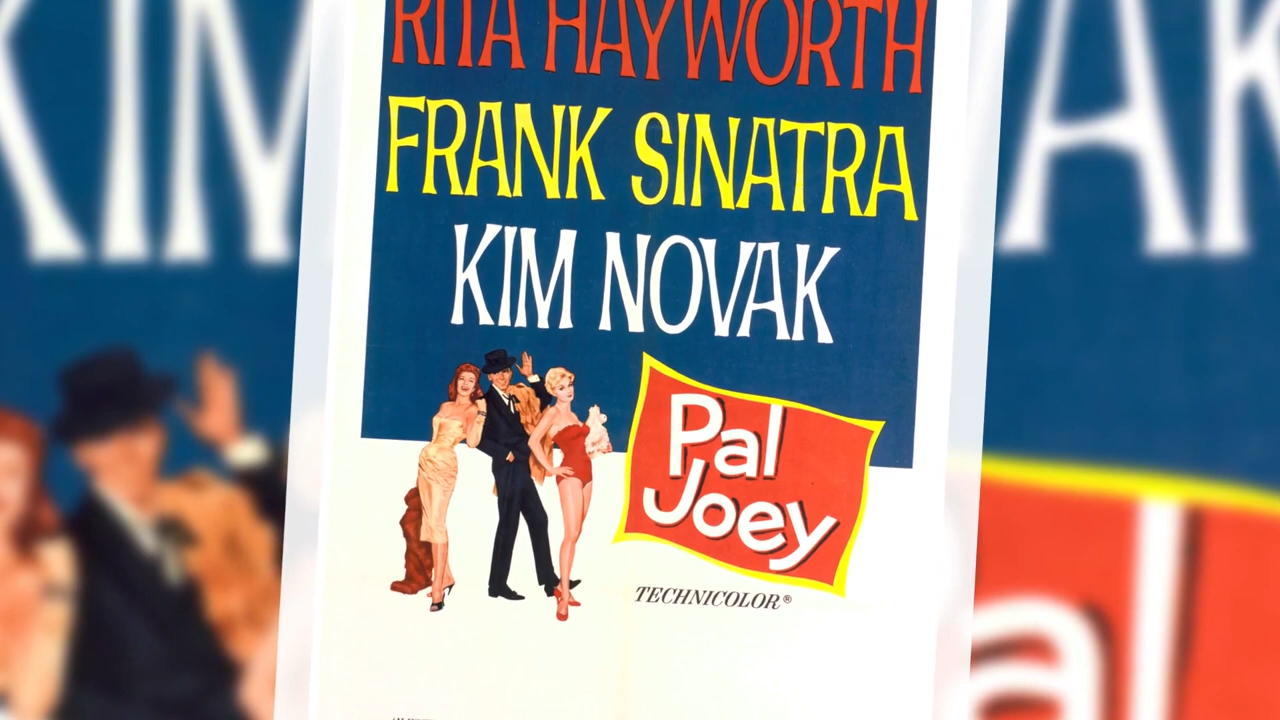 RITA HAYWORTH
FRANK SINATRA
KIM NOVAK
Pal
Joey
TECHNICOLOR®